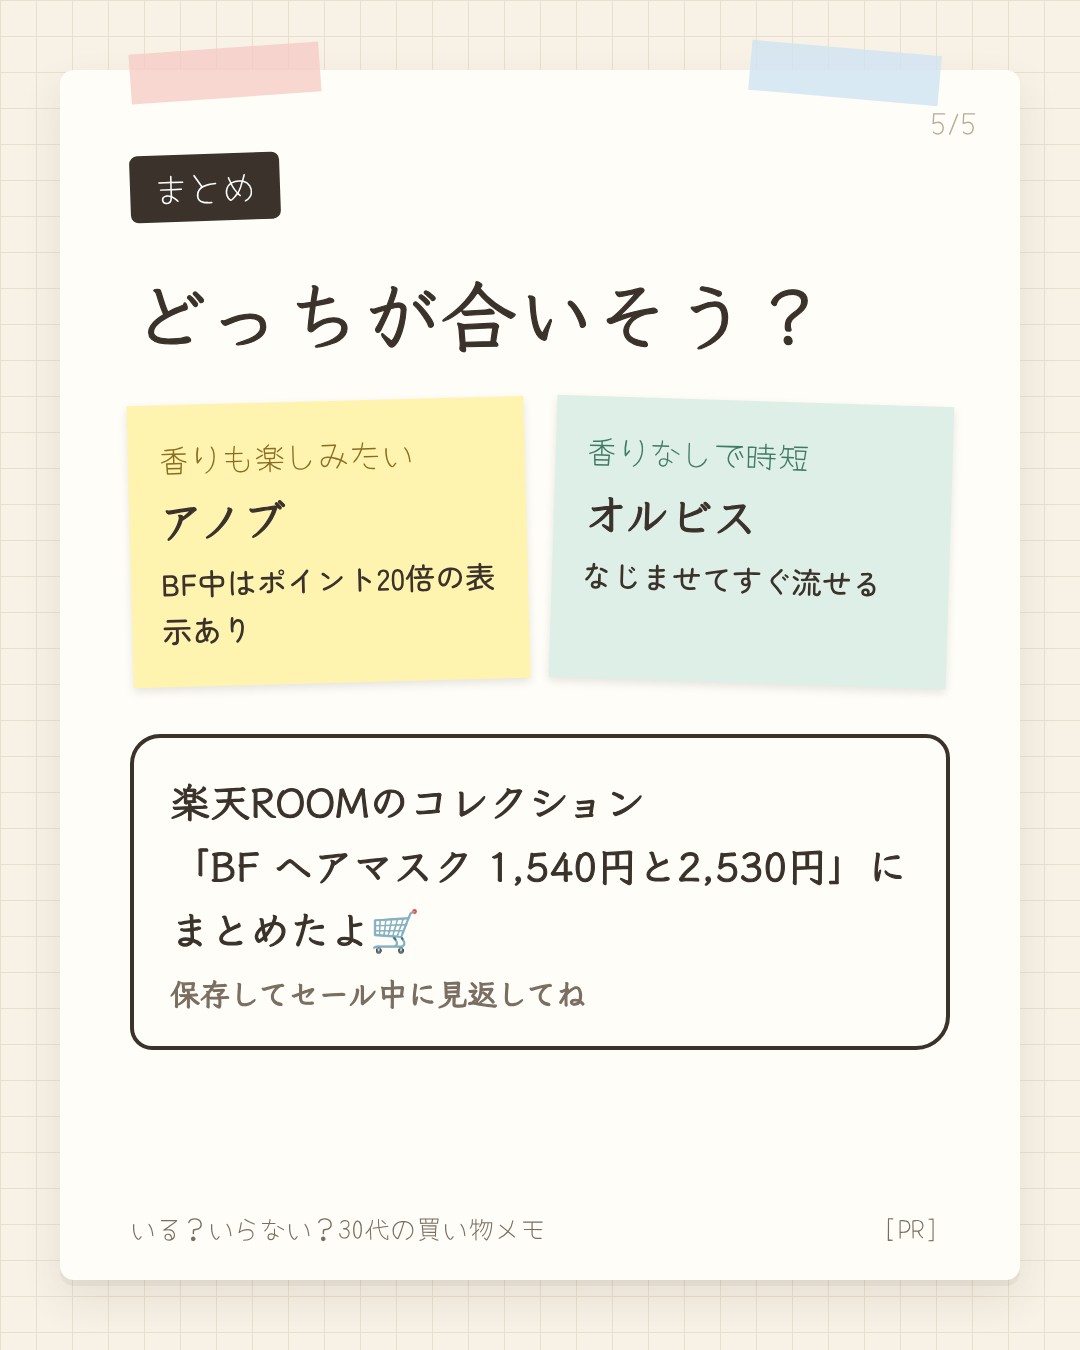 5/5
まとめ
どっちが合いそう？
香りも楽しみたい
アノブ
BF中はポイント20倍の表
示あり
香りなしで時短
オルビス
なじませてすぐ流せる
楽天ROOMのコレクション
「BF ヘアマスク 1,540円と2,530円」に
まとめたよ🛒
保存してセール中に見返してね
いる？いらない？30代の買い物メモ
[PR]